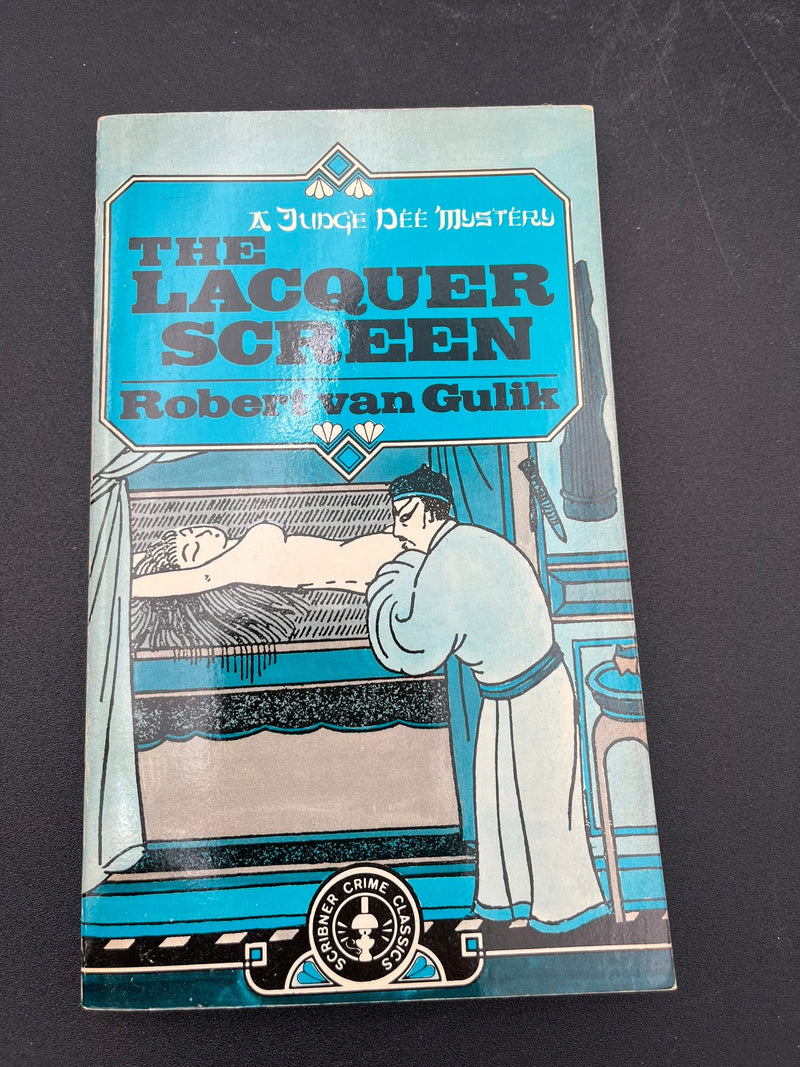 A JUDGE DEE MYSTERY
THE
LACQUER
SCREEN
Robert van Gulik
SCRIBNER CRIME CLASSICS